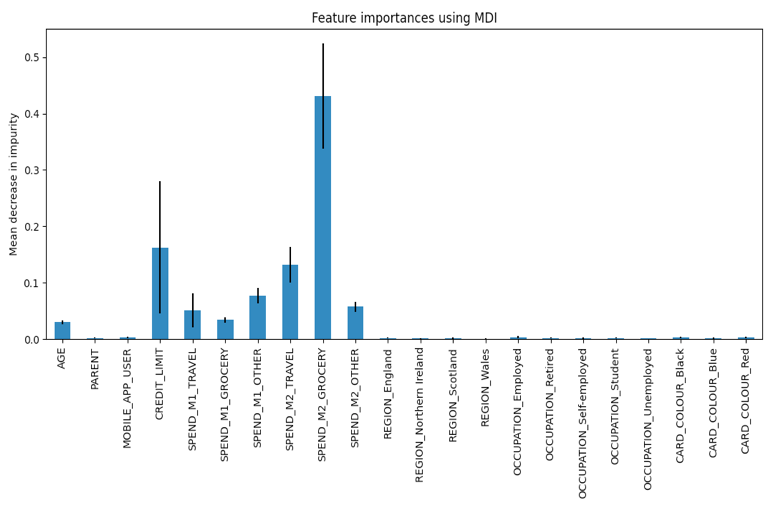 Feature importances using MDI
Mean decrease in impurity
0.5
0.4
0.3
0.2
0.1
0.0
AGE
PARENT
MOBILE_APP_USER
CREDIT_LIMIT
SPEND_M1_TRAVEL
SPEND_M1_GROCERY
SPEND_M1_OTHER
SPEND_M2_TRAVEL
SPEND_M2_GROCERY
SPEND_M2_OTHER
REGION_England
REGION_Northern Ireland
REGION_Scotland
REGION_Wales
OCCUPATION_Employed
OCCUPATION_Retired
OCCUPATION_Self-employed
OCCUPATION_Student
OCCUPATION_Unemployed
CARD_COLOUR_Black
CARD_COLOUR_Blue
CARD_COLOUR_Red